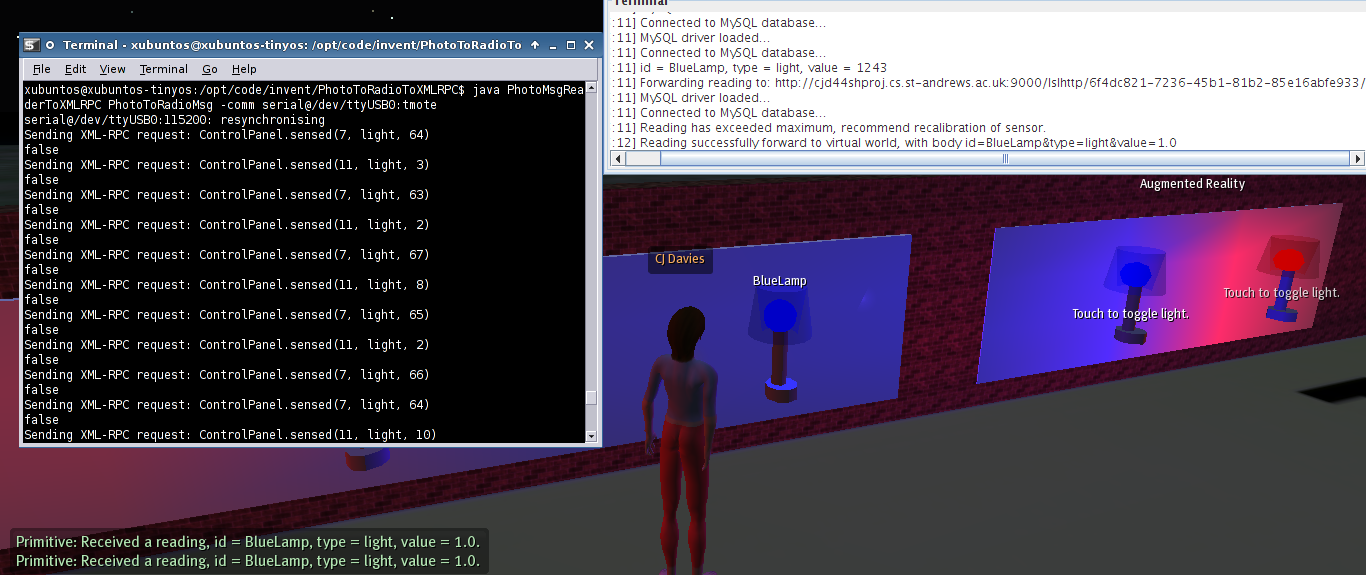 Terminal - xubuntos@xubuntos-tinyos: /opt/code/invent/PhotoToRadioTo
File Edit View Terminal Go Help
xubuntos@xubuntos-tinyos:/opt/code/invent/PhotoToRadioToXMLRPC$ java PhotoMsgRea
derToXMLRPC PhotoToRadioMsg -comm serial@/dev/ttyUSB0:tmote
serial@/dev/ttyUSB0:115200: resynchronising
Sending XML-RPC request: ControlPanel.sensed(7, light, 64)
false
Sending XML-RPC request: ControlPanel.sensed(11, light, 3)
false
Sending XML-RPC request: ControlPanel.sensed(7, light, 63)
false
Sending XML-RPC request: ControlPanel.sensed(11, light, 2)
false
Sending XML-RPC request: ControlPanel.sensed(7, light, 67)
false
Sending XML-RPC request: ControlPanel.sensed(11, light, 8)
false
Sending XML-RPC request: ControlPanel.sensed(7, light, 65)
false
Sending XML-RPC request: ControlPanel.sensed(11, light, 2)
false
Sending XML-RPC request: ControlPanel.sensed(7, light, 66)
false
Sending XML-RPC request: ControlPanel.sensed(7, light, 64)
false
Sending XML-RPC request: ControlPanel.sensed(11, light, 10)
Terminal
:11] Connected to MySQL database...
:11] MySQL driver loaded...
:11] Connected to MySQL database...
:11] id = BlueLamp, type = light, value = 1243
:11] Forwarding reading to: http://cjd44shproj.cs.st-andrews.ac.uk:9000/lslhttp/6f4dc821-7236-45b1-81b2-85e16abfe933/
:11] MySQL driver loaded...
:11] Connected to MySQL database...
:11] Reading has exceeded maximum, recommend recalibration of sensor.
:12] Reading successfully forward to virtual world, with body id=BlueLamp&type=light&value=1.0
Augmented Reality
CJ Davies
BlueLamp
Touch to toggle light.
Touch to toggle light.
Primitive: Received a reading, id = BlueLamp, type = light, value = 1.0.
Primitive: Received a reading, id = BlueLamp, type = light, value = 1.0.